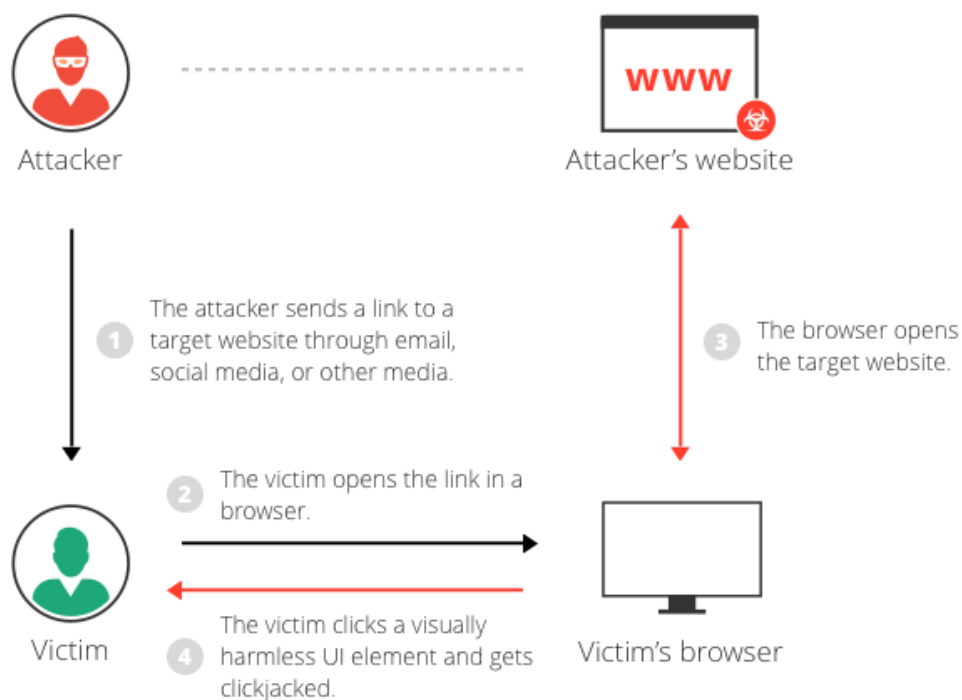 www
Attacker
Attacker’s website
1
The attacker sends a link to a
target website through email,
social media, or other media.
3
The browser opens
the target website.
2
The victim opens the link in a
browser.
4
The victim clicks a visually
harmless UI element and gets
clickjacked.
Victim
Victim’s browser